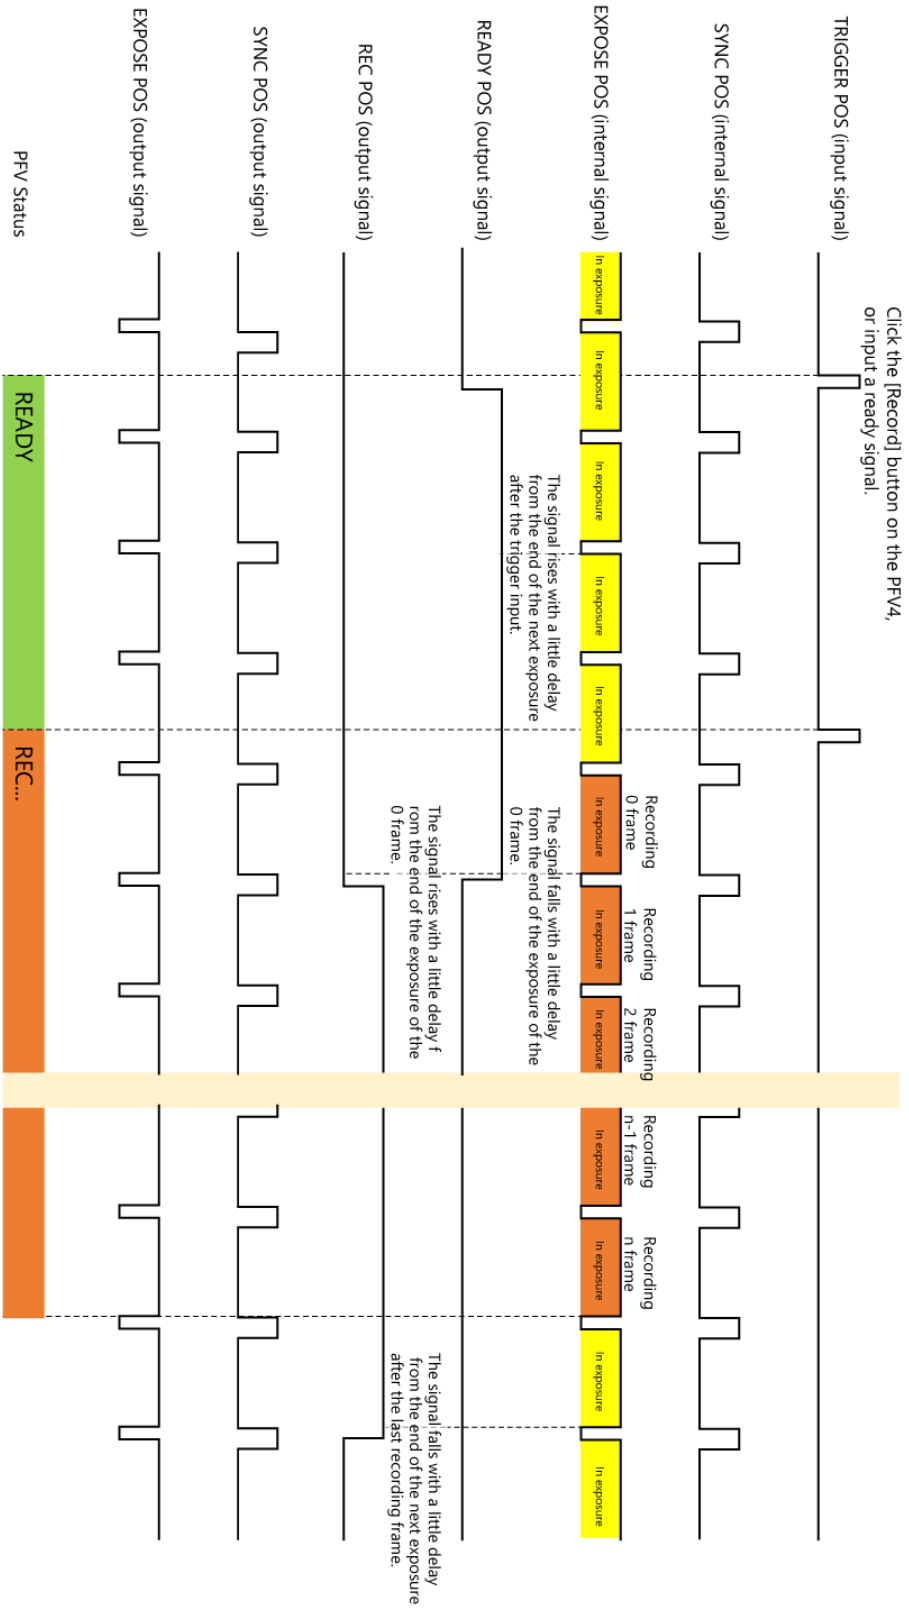 Click the [Record] button on the PFV4,
or input a ready signal.
TRIGGER POS (input signal)
SYNC POS (internal signal)
Recording
0 frame
Recording
1 frame
Recording
2 frame
Recording
n-1 frame
Recording
n frame
EXPOSE POS (internal signal)
In exposure
In exposure
In exposure
In exposure
In exposure
In exposure
In exposure
In exposure
In exposure
In exposure
In exposure
In exposure
The signal rises with a little delay
from the end of the next exposure
after the trigger input.
The signal falls with a little delay
from the end of the exposure of the
0 frame.
READY POS (output signal)
The signal rises with a little delay f
rom the end of the exposure of the
0 frame.
The signal falls with a little delay
from the end of the next exposure
after the last recording frame.
REC POS (output signal)
SYNC POS (output signal)
EXPOSE POS (output signal)
PFV Status
READY
REC...